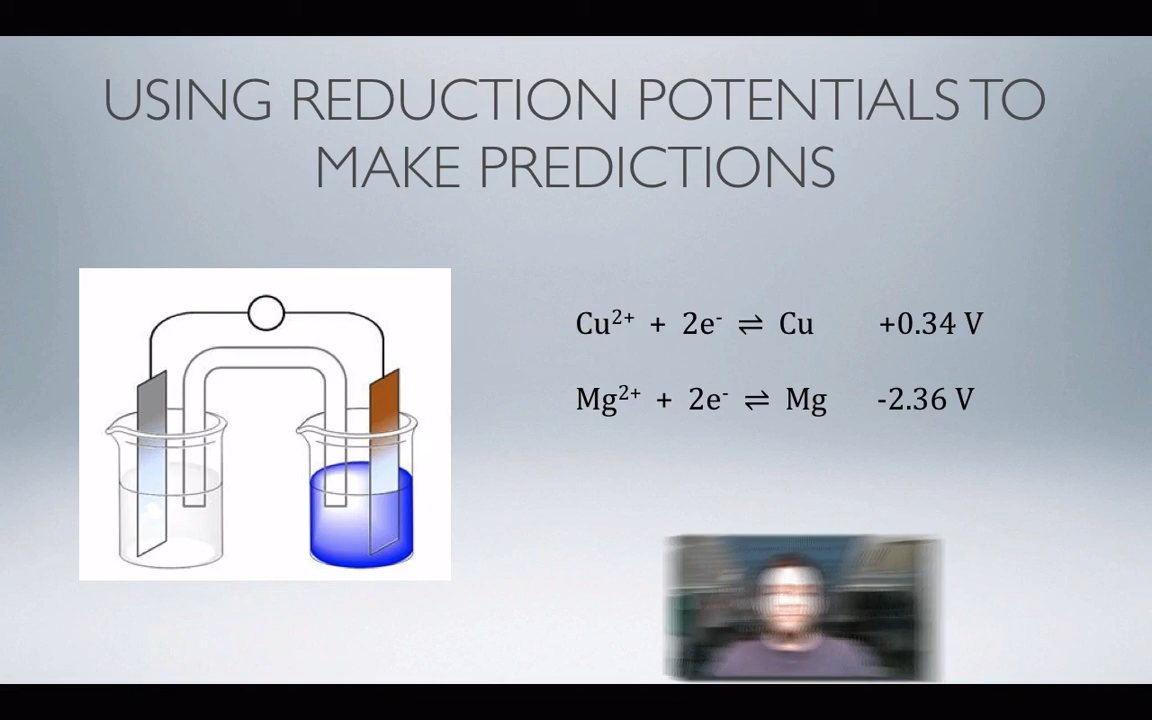 USING REDUCTION POTENTIALS TO
MAKE PREDICTIONS
Cu²⁺ + 2e⁻ ⇌ Cu +0.34 V
Mg²⁺ + 2e⁻ ⇌ Mg -2.36 V